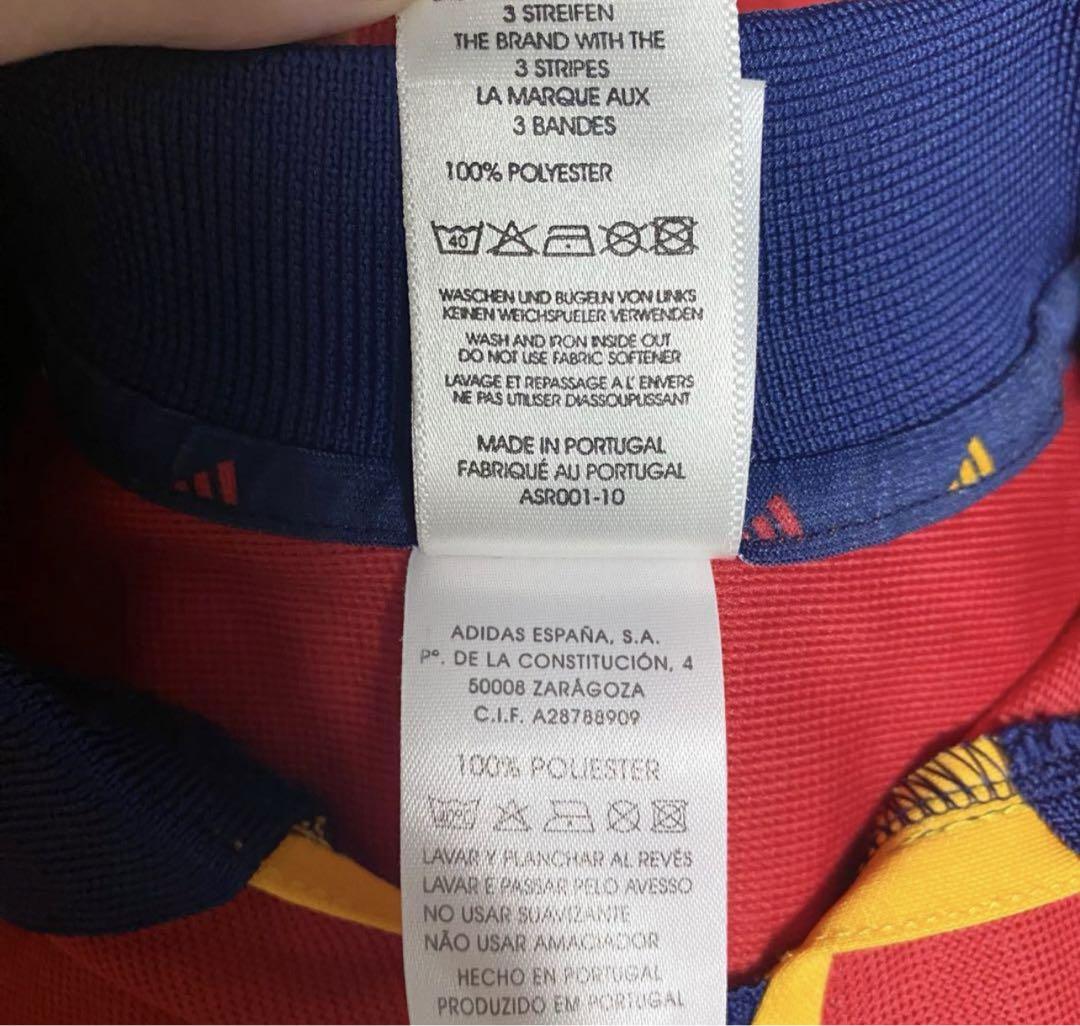 3 STREIFEN
THE BRAND WITH THE
3 STRIPES
LA MARQUE AUX
3 BANDES
100% POLYESTER
40
WASCHEN UND BÜGELN VON LINKS
KEINEN WEICHSPUELER VERWENDEN
WASH AND IRON INSIDE OUT
DO NOT USE FABRIC SOFTENER
LAVAGE ET REPASSAGE A L' ENVERS
NE PAS UTILISER D'ASSOUPLISSANT
MADE IN PORTUGAL
FABRIQUÉ AU PORTUGAL
ASR001-10
ADIDAS ESPAÑA, S.A.
Pº. DE LA CONSTITUCIÓN, 4
50008 ZARAGOZA
C.I.F. A28788909
100% POLIESTER
40°
LAVAR Y PLANCHAR AL REVÉS
LAVAR E PASSAR PELO AVESSO
NO USAR SUAVIZANTE
NÃO USAR AMACIADOR
HECHO EN PORTUGAL
PRODUZIDO EM PORTUGAL